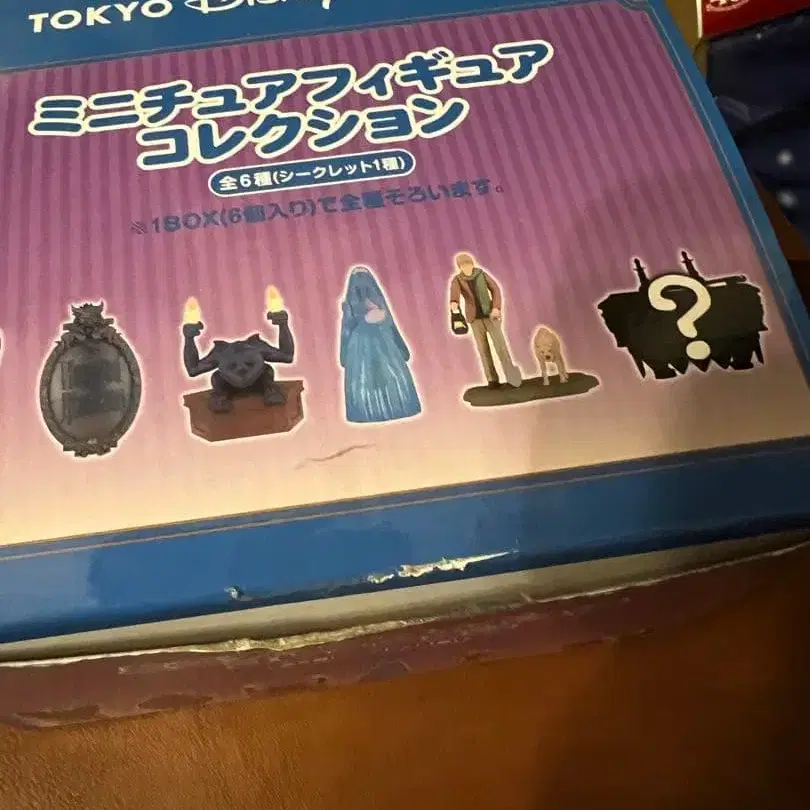 TOKYO Disney
ミニチュアフィギュア
コレクション
全6種(シークレット1種)
※1BOX(6個入り)で全種そろいます。
?